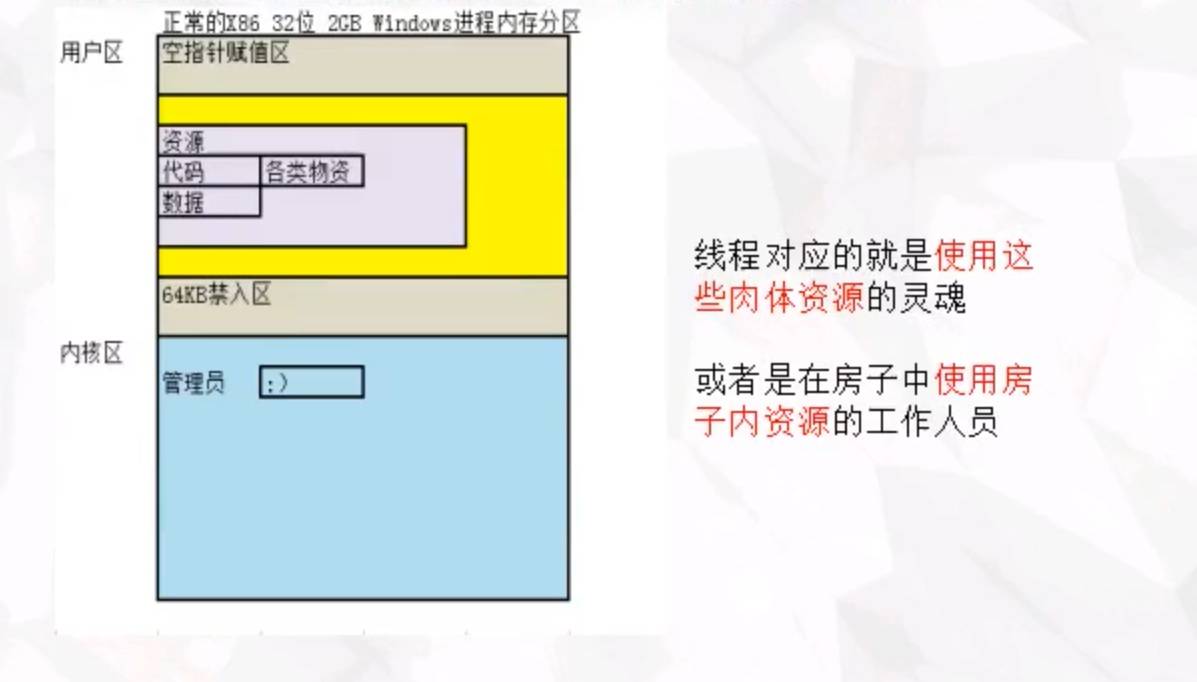 正常的X86 32位 2GB Windows进程内存分区
用户区
空指针赋值区
资源
代码
各类物资
数据
64KB禁入区
内核区
管理员
:)
线程对应的就是使用这
些肉体资源的灵魂
或者是在房子中使用房
子内资源的工作人员